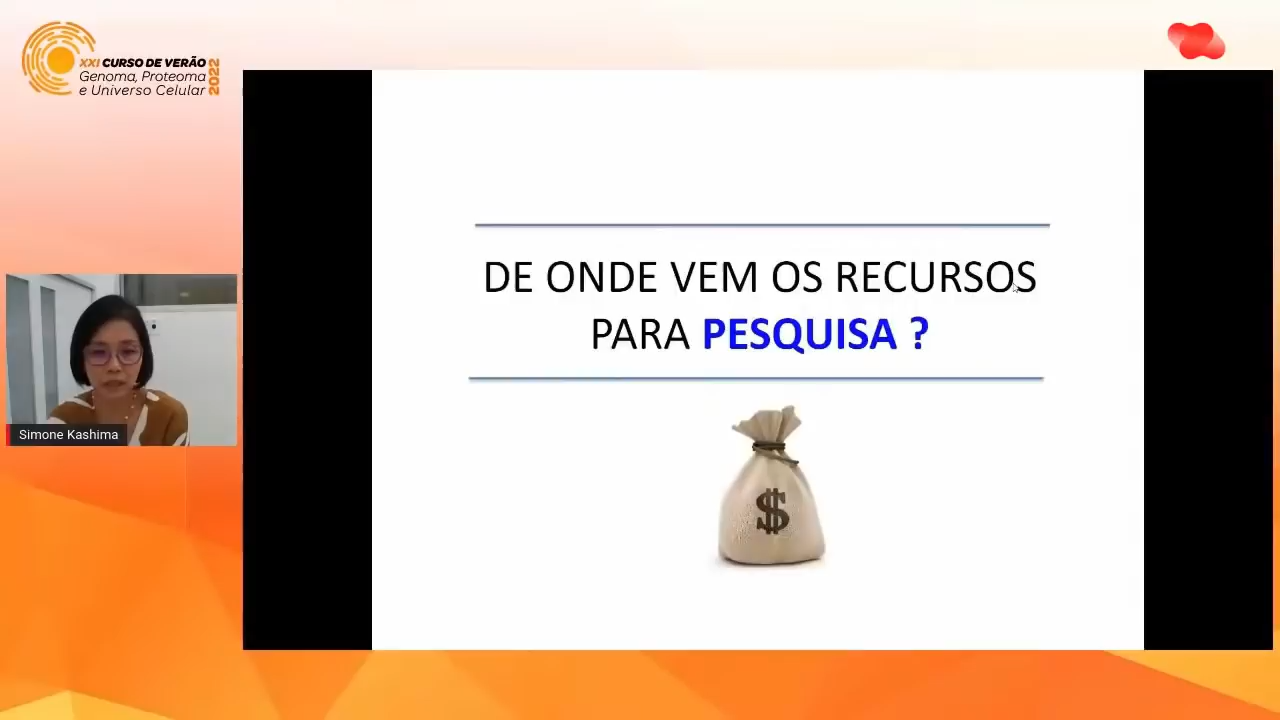 XXI CURSO DE VERÃO
Genoma, Proteoma
e Universo Celular
2022
DE ONDE VEM OS RECURSOS
PARA PESQUISA ?
$
Simone Kashima